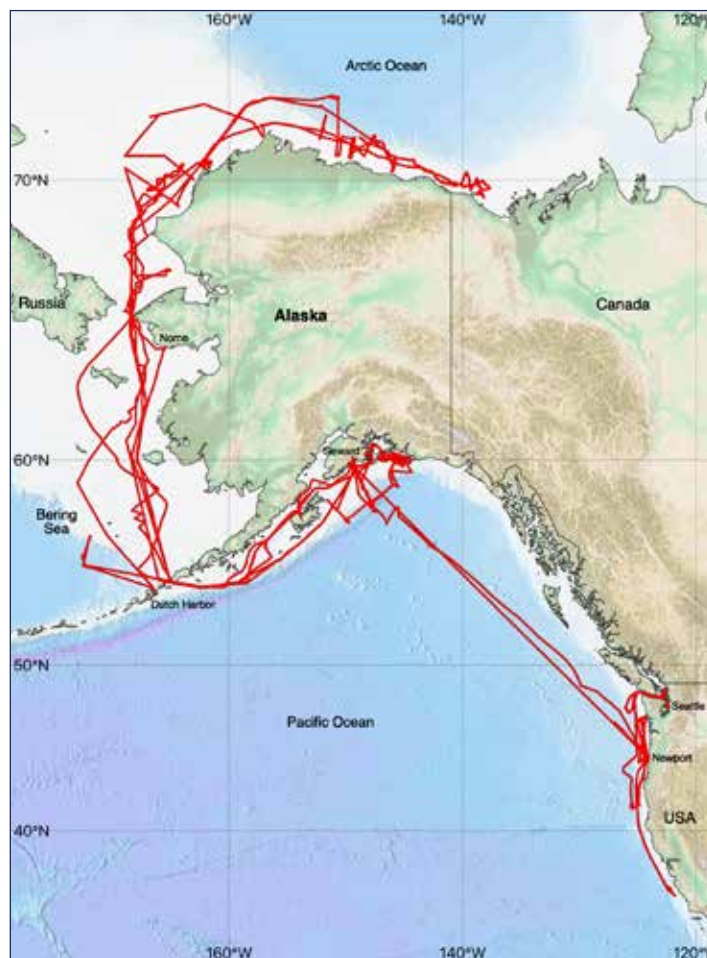 160°W
140°W
120°W
Arctic Ocean
70°N
Russia
Canada
Alaska
Nome
60°N
Seward
Bering
Sea
Dutch Harbor
50°N
Seattle
Pacific Ocean
Newport
USA
40°N
160°W
140°W
120°W